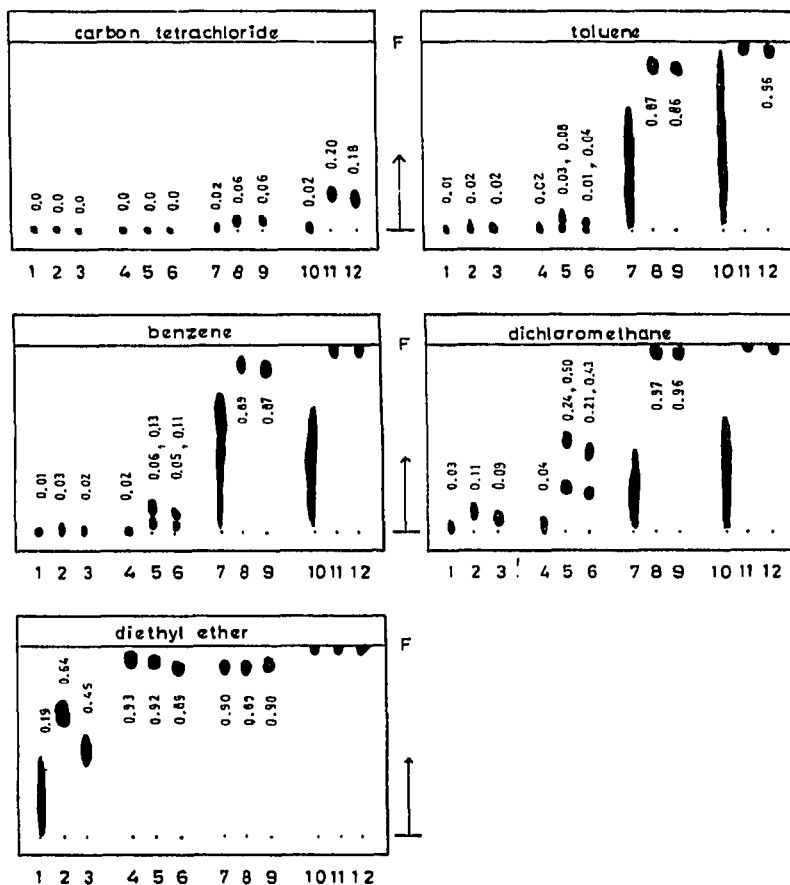 carbon tetrachloride
F
0.0 0.0 0.0 0.0 0.0 0.0 0.02 0.06 0.06 0.02 0.20 0.18
1 2 3 4 5 6 7 8 9 10 11 12
toluene
0.01 0.02 0.02 0.02 0.03, 0.08 0.01, 0.04 0.87 0.86 0.96
1 2 3 4 5 6 7 8 9 10 11 12
benzene
F
0.01 0.03 0.02 0.02 0.06, 0.13 0.05, 0.11 0.89 0.87
1 2 3 4 5 6 7 8 9 10 11 12
dichloromethane
0.03 0.11 0.09 0.04 0.24, 0.50 0.21, 0.43 0.97 0.96
1 2 3 ! 4 5 6 7 8 9 10 11 12
diethyl ether
F
0.19 0.64 0.45 0.93 0.92 0.89 0.90 0.89 0.90
1 2 3 4 5 6 7 8 9 10 11 12